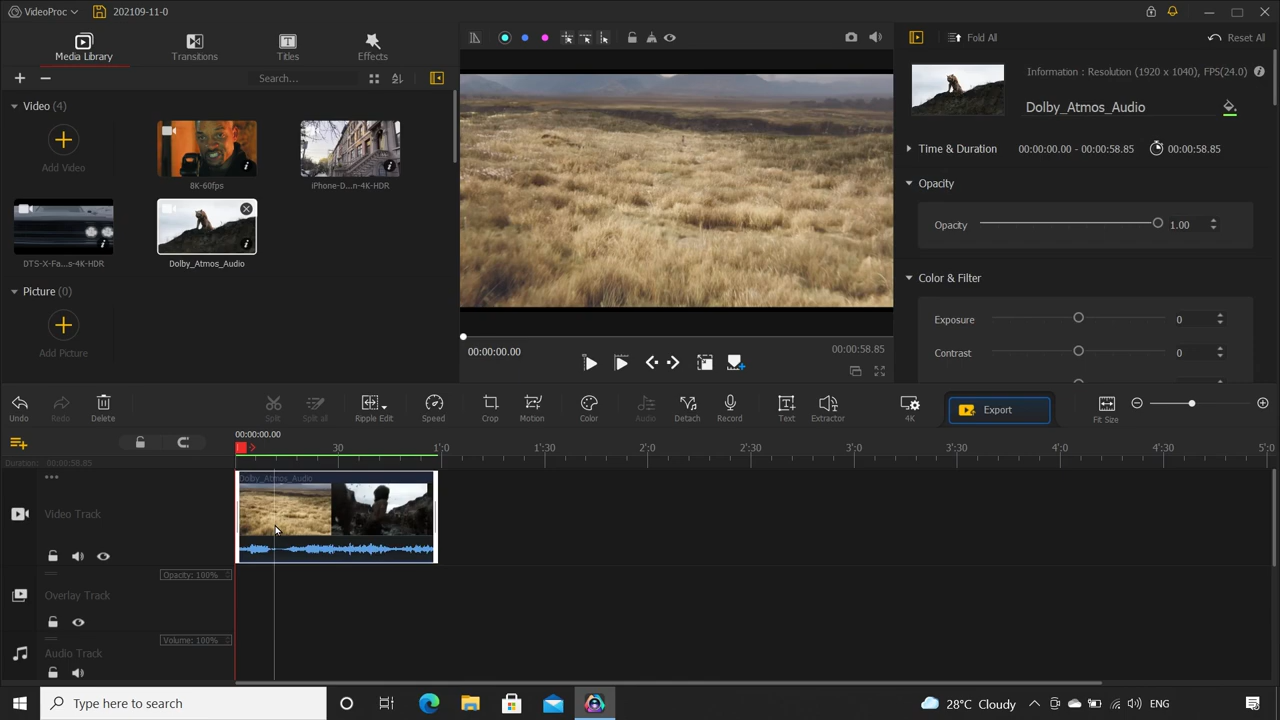 VideoProc
202109-11-0
Media Library
Transitions
Titles
Effects
Search...
Video (4)
Add Video
8K-60fps
iPhone-D...n-4K-HDR
DTS-X-Fa...s-4K-HDR
Dolby_Atmos_Audio
Picture (0)
Add Picture
00:00:00.00
00:00:58.85
Fold All
Reset All
Information : Resolution (1920 x 1040), FPS(24.0)
Dolby_Atmos_Audio
Time & Duration 00:00:00.00 - 00:00:58.85 00:00:58.85
Opacity
Opacity 1.00
Color & Filter
Exposure 0
Contrast 0
Undo Redo Delete Split Split all Ripple Edit Speed Crop Motion Color Audio Detach Record Text Extractor 4K Export Fit Size
00:00:00.00
30 1'0 1'30 2'0 2'30 3'0 3'30 4'0 4'30 5'0
Duration: 00:00:58.85
Dolby_Atmos_Audio
Video Track
Opacity: 100%
Overlay Track
Volume: 100%
Audio Track
Type here to search
28°C Cloudy
ENG